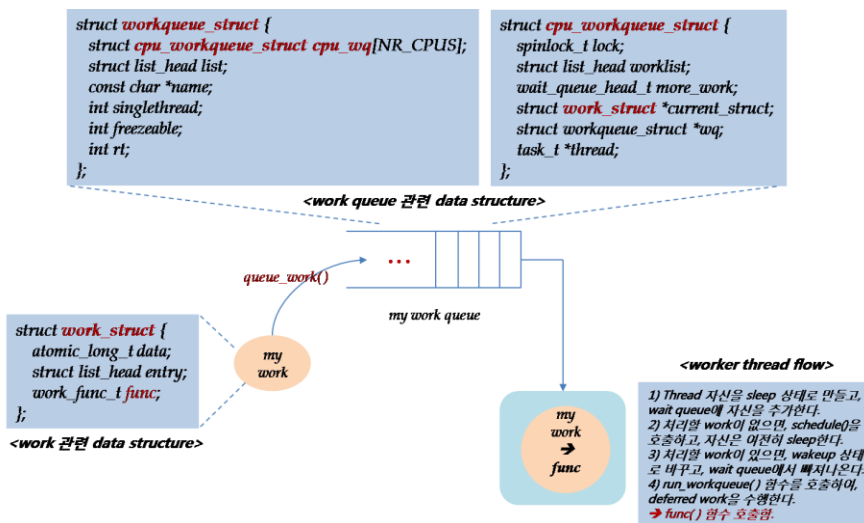 struct workqueue_struct {
struct cpu_workqueue_struct cpu_wq[NR_CPUS];
struct list_head list;
const char *name;
int singlethread;
int freezeable;
int rt;
};
struct cpu_workqueue_struct {
spinlock_t lock;
struct list_head worklist;
wait_queue_head_t more_work;
struct work_struct *current_struct;
struct workqueue_struct *wq;
task_t *thread;
};
<work queue 관련 data structure>
...
queue_work( )
my work queue
struct work_struct {
atomic_long_t data;
struct list_head entry;
work_func_t func;
};
<work 관련 data structure>
my
work
my
work
➔
func
<worker thread flow>
1) Thread 자신을 sleep 상태로 만들고,
wait queue에 자신을 추가한다.
2) 처리할 work이 없으면, schedule()을
호출하고, 자신은 여전히 sleep한다.
3) 처리할 work이 있으면, wakeup 상태
로 바꾸고, wait queue에서 빠져나온다.
4) run_workqueue( ) 함수를 호출하여,
deferred work을 수행한다.
➔ func( ) 함수 호출함.